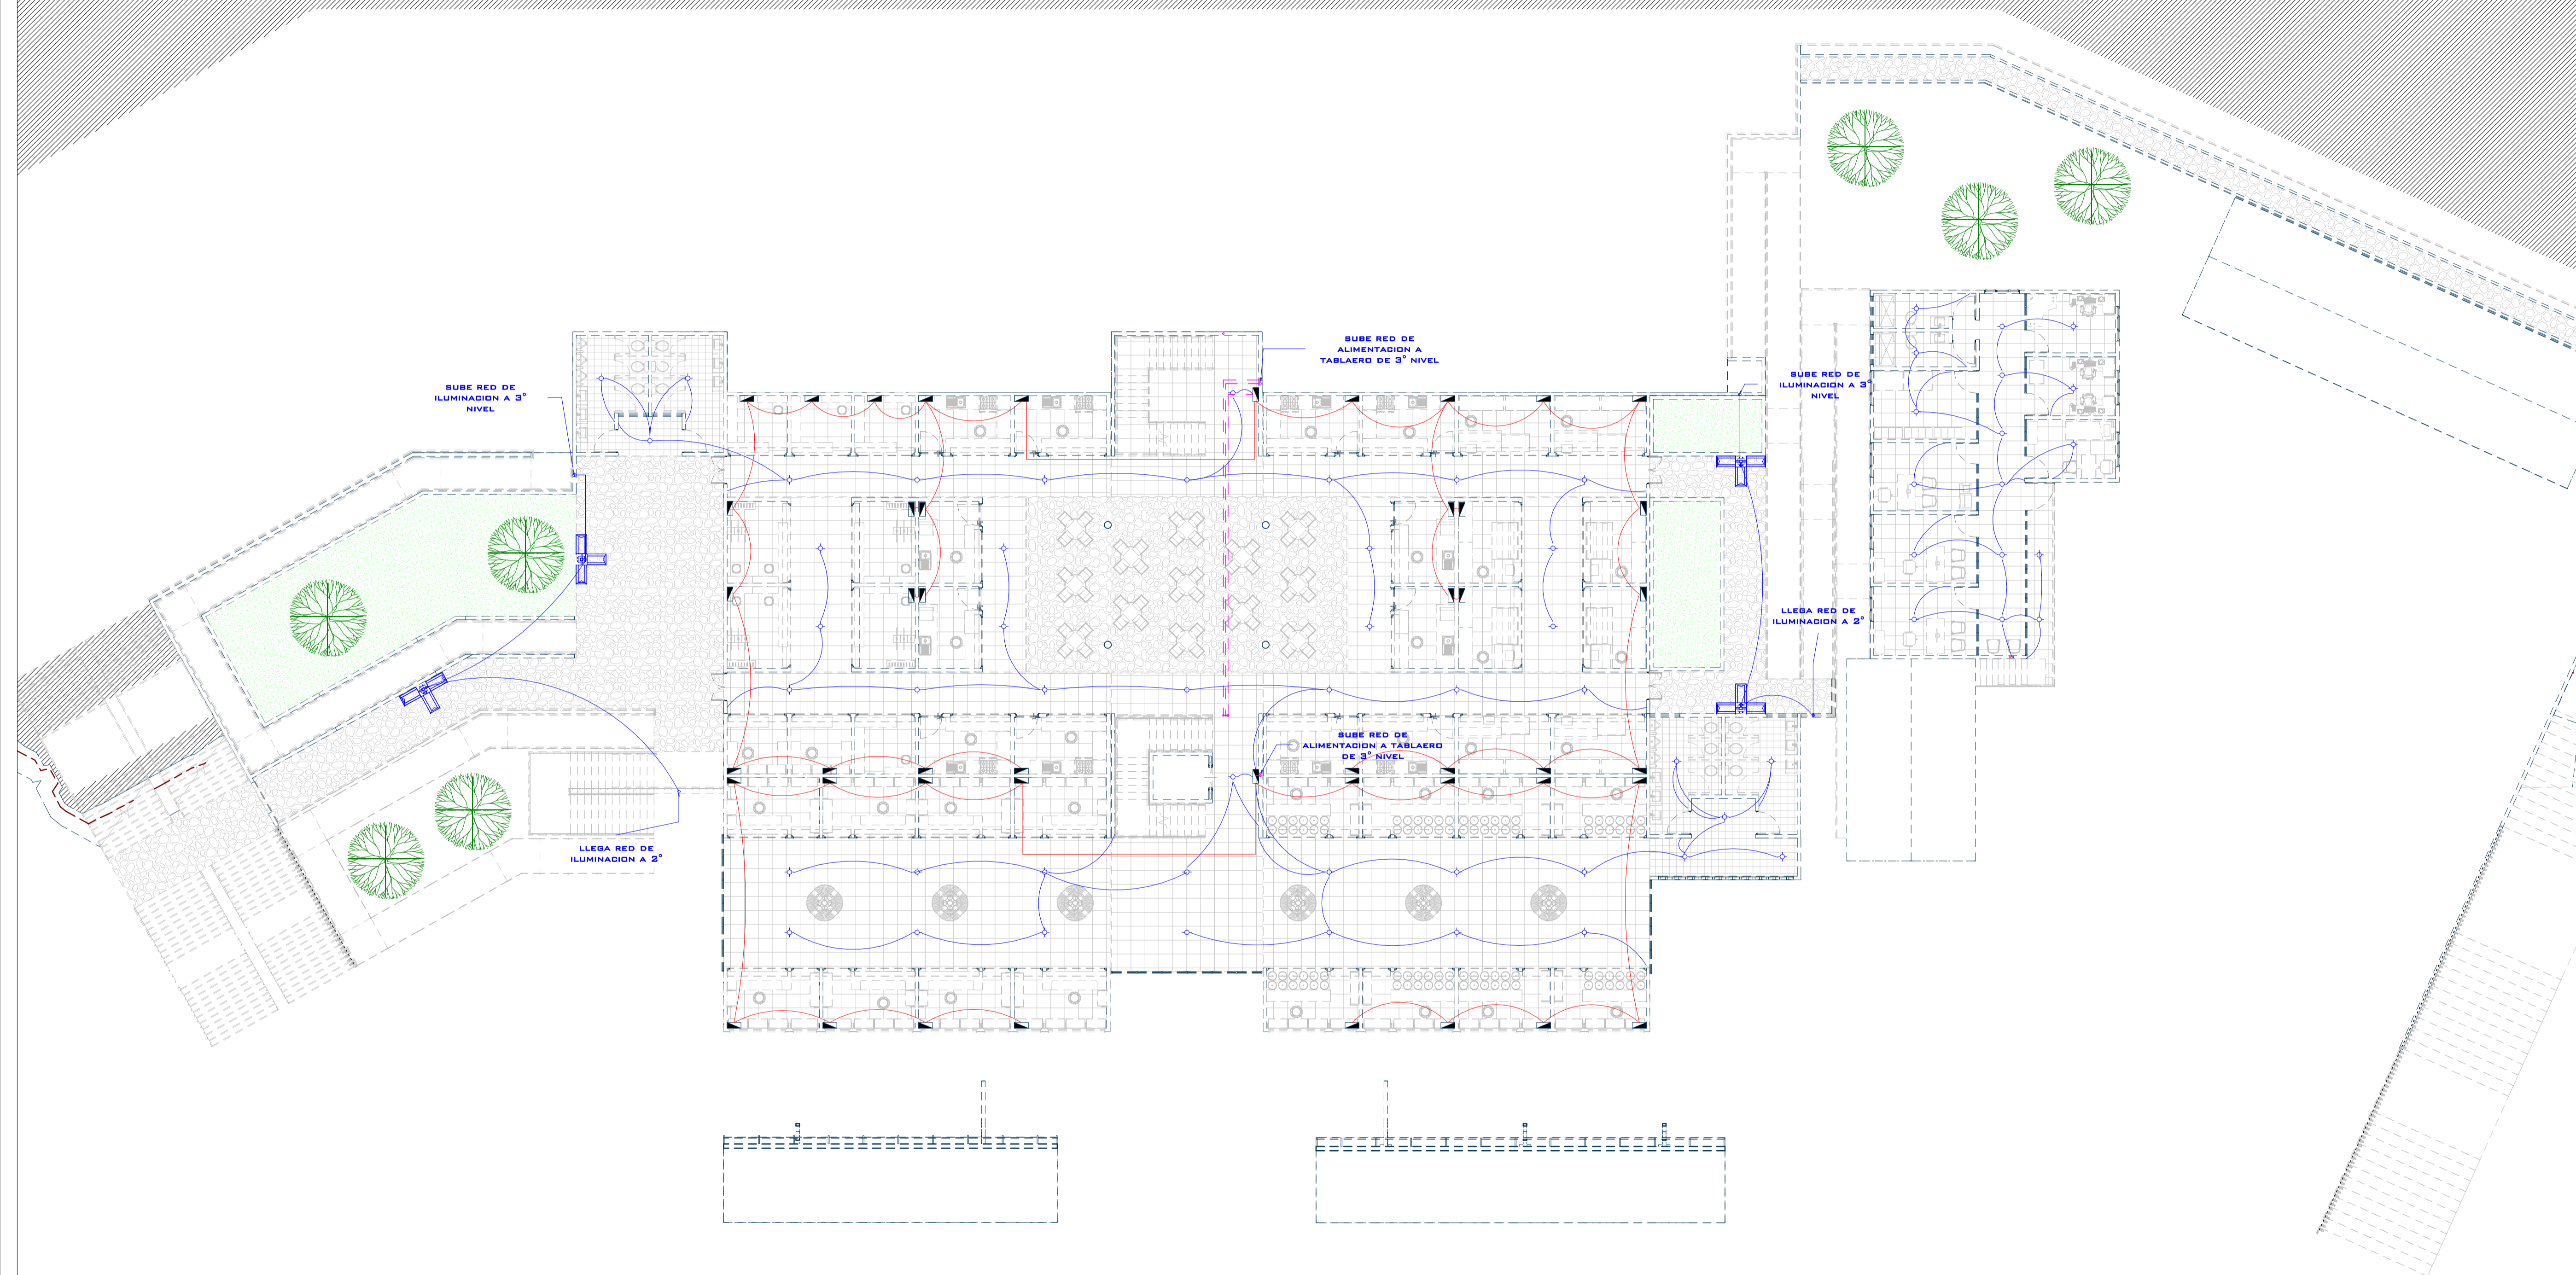 SUBE RED DE
ALIMENTACION A
TABLAERO DE 3° NIVEL
SUBE RED DE
ILUMINACION A 3°
NIVEL
SUBE RED DE
ILUMINACION A 3°
NIVEL
LLEGA RED DE
ILUMINACION A 2°
SUBE RED DE
ALIMENTACION A TABLAERO
DE 3° NIVEL
LLEGA RED DE
ILUMINACION A 2°